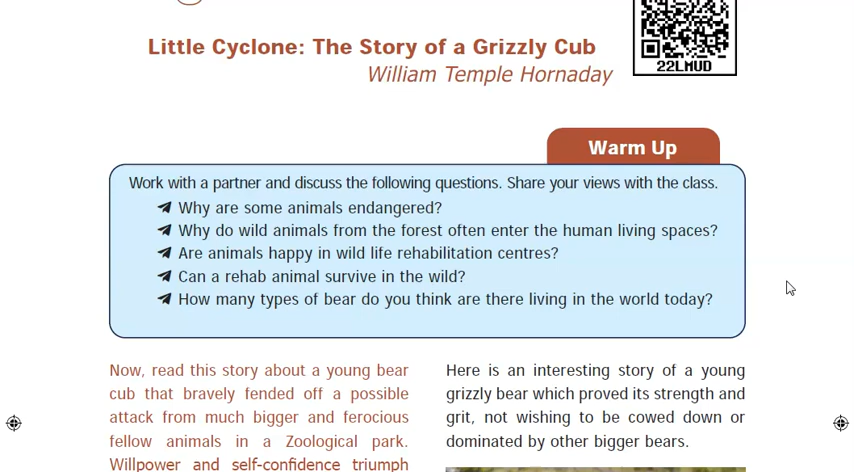 22LMUD
Little Cyclone: The Story of a Grizzly Cub
William Temple Hornaday
Warm Up
Work with a partner and discuss the following questions. Share your views with the class.
Why are some animals endangered?
Why do wild animals from the forest often enter the human living spaces?
Are animals happy in wild life rehabilitation centres?
Can a rehab animal survive in the wild?
How many types of bear do you think are there living in the world today?
Now, read this story about a young bear
cub that bravely fended off a possible
attack from much bigger and ferocious
fellow animals in a Zoological park.
Willpower and self-confidence triumph
Here is an interesting story of a young
grizzly bear which proved its strength and
grit, not wishing to be cowed down or
dominated by other bigger bears.